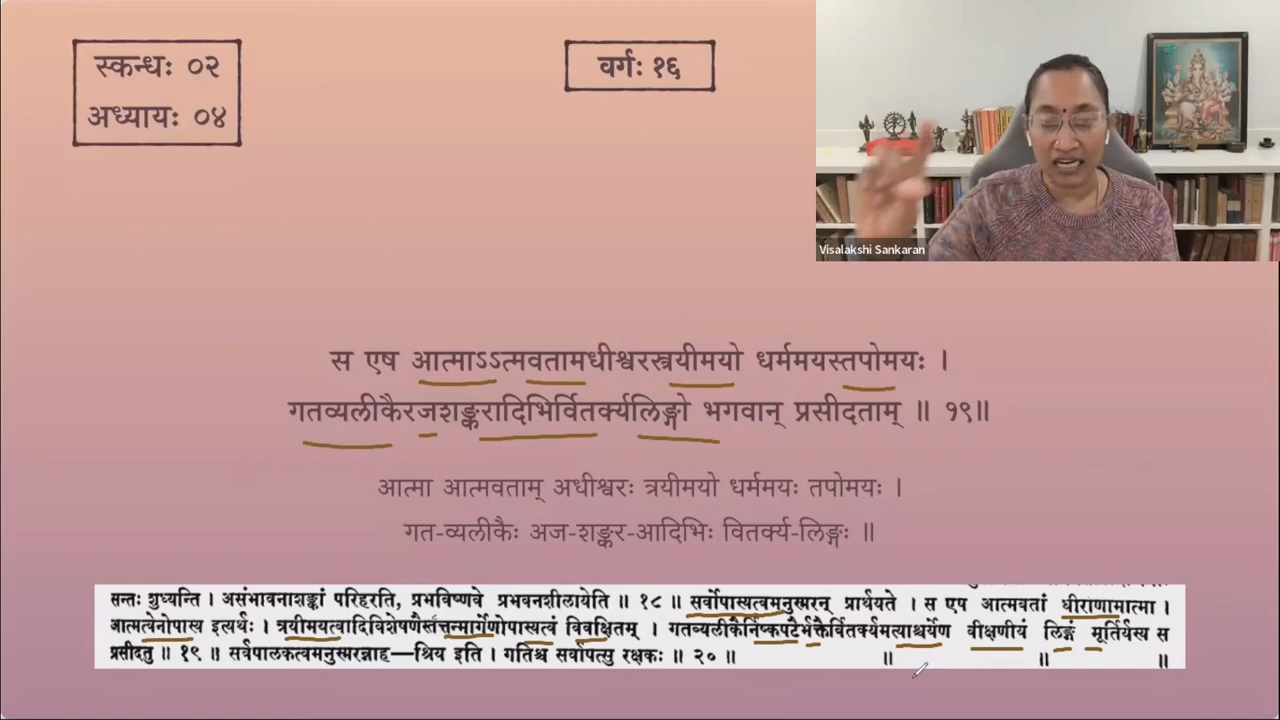 स्कन्धः ०२
अध्यायः ०४
वर्गः १६
Visalakshi Sankaran
स एष आत्माऽऽत्मवतामधीश्वरस्त्रयीमयो धर्ममयस्तपोमयः ।
गतव्यलीकैरजशङ्करादिभिर्वितर्क्यलिङ्गो भगवान् प्रसीदताम् ॥ १९॥
आत्मा आत्मवताम् अधीश्वरः त्रयीमयो धर्ममयः तपोमयः ।
गत-व्यलीकैः अज-शङ्कर-आदिभिः वितर्क्य-लिङ्गः ॥
सन्तः शुध्यन्ति । असंभावनाशङ्कां परिहरति, प्रभविष्णवे प्रभवनशीलायेति ॥ १८ ॥ सर्वोपास्यत्वमनुस्मरन् प्रार्थयते । स एष आत्मवतां धीराणामात्मा ।
आत्मत्वेनोपास्य इत्यर्थः । त्रयीमयत्वादिविशेषणैस्तत्तन्मार्गेणोपास्यत्वं विवक्षितम् । गतव्यलीकैर्निष्कपटैर्भक्तैर्वितर्क्यमत्याश्चर्येण वीक्षणीयं लिङ्गं मूर्तिर्यस्य स
प्रसीदतु ॥ १९ ॥ सर्वपालकत्वमनुस्मरन्नाह—श्रिय इति । गतिश्च सर्वापत्सु रक्षकः ॥ २० ॥ ॥ ॥ ॥